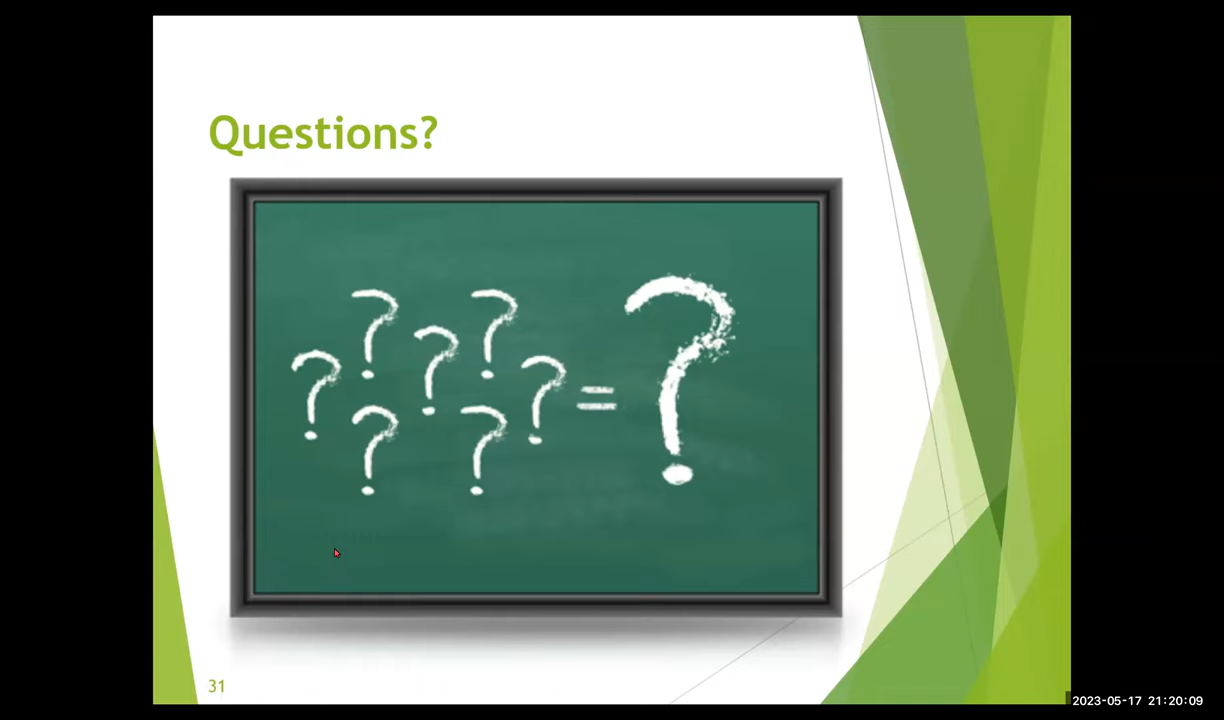 Questions?
? ?
? ? ? = ?
? ?
31
2023-05-17 21:20:09